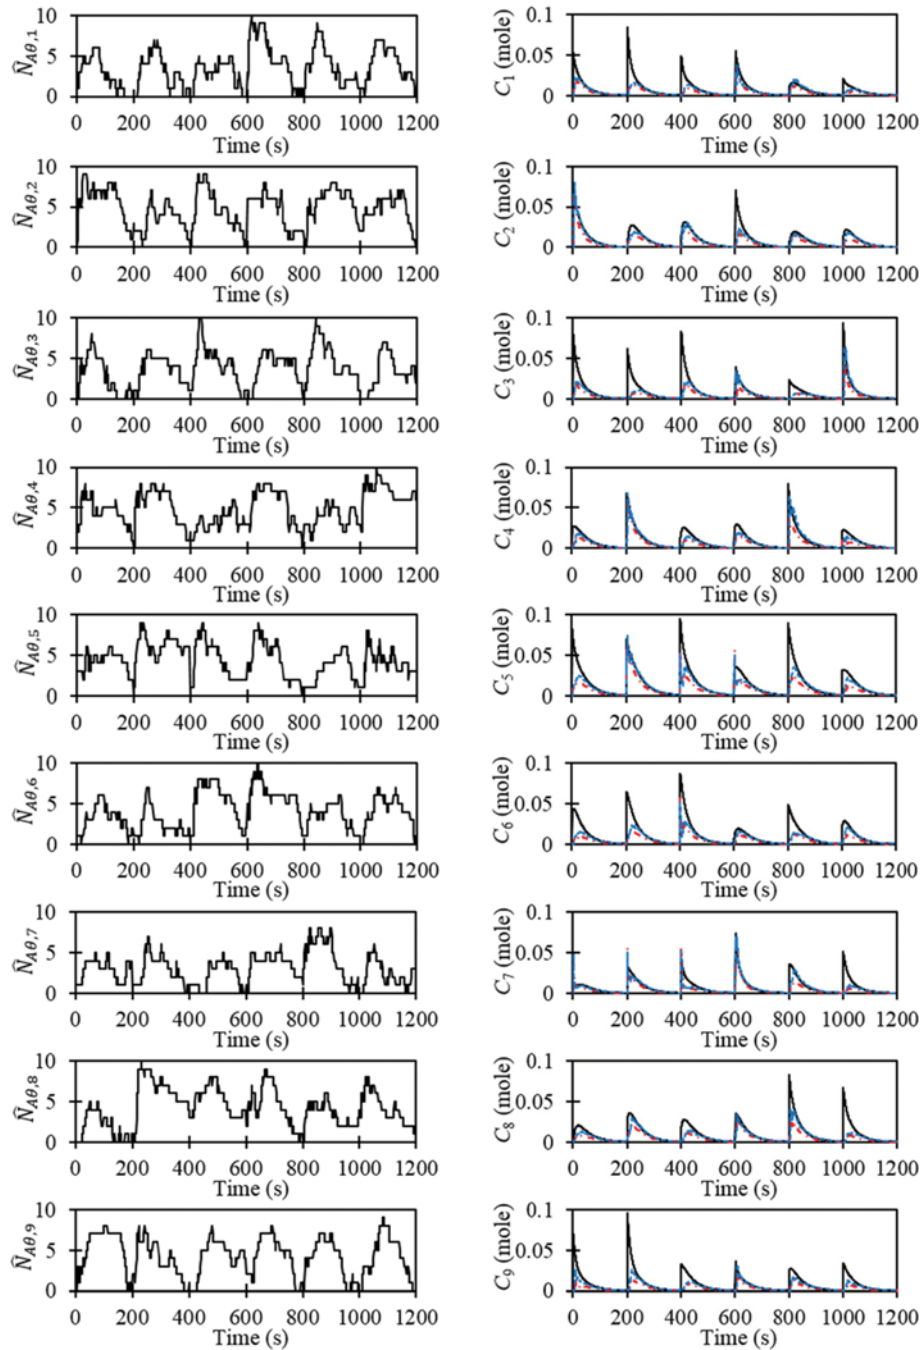 10 0.1
N̂Aθ,1 5 C1 (mole) 0.05
0 0
0 200 400 600 800 1000 1200 0 200 400 600 800 1000 1200
Time (s) Time (s)
10 0.1
N̂Aθ,2 5 C2 (mole) 0.05
0 0
0 200 400 600 800 1000 1200 0 200 400 600 800 1000 1200
Time (s) Time (s)
10 0.1
N̂Aθ,3 5 C3 (mole) 0.05
0 0
0 200 400 600 800 1000 1200 0 200 400 600 800 1000 1200
Time (s) Time (s)
10 0.1
N̂Aθ,4 5 C4 (mole) 0.05
0 0
0 200 400 600 800 1000 1200 0 200 400 600 800 1000 1200
Time (s) Time (s)
10 0.1
N̂Aθ,5 5 C5 (mole) 0.05
0 0
0 200 400 600 800 1000 1200 0 200 400 600 800 1000 1200
Time (s) Time (s)
10 0.1
N̂Aθ,6 5 C6 (mole) 0.05
0 0
0 200 400 600 800 1000 1200 0 200 400 600 800 1000 1200
Time (s) Time (s)
10 0.1
N̂Aθ,7 5 C7 (mole) 0.05
0 0
0 200 400 600 800 1000 1200 0 200 400 600 800 1000 1200
Time (s) Time (s)
10 0.1
N̂Aθ,8 5 C8 (mole) 0.05
0 0
0 200 400 600 800 1000 1200 0 200 400 600 800 1000 1200
Time (s) Time (s)
10 0.1
N̂Aθ,9 5 C9 (mole) 0.05
0 0
0 200 400 600 800 1000 1200 0 200 400 600 800 1000 1200
Time (s) Time (s)